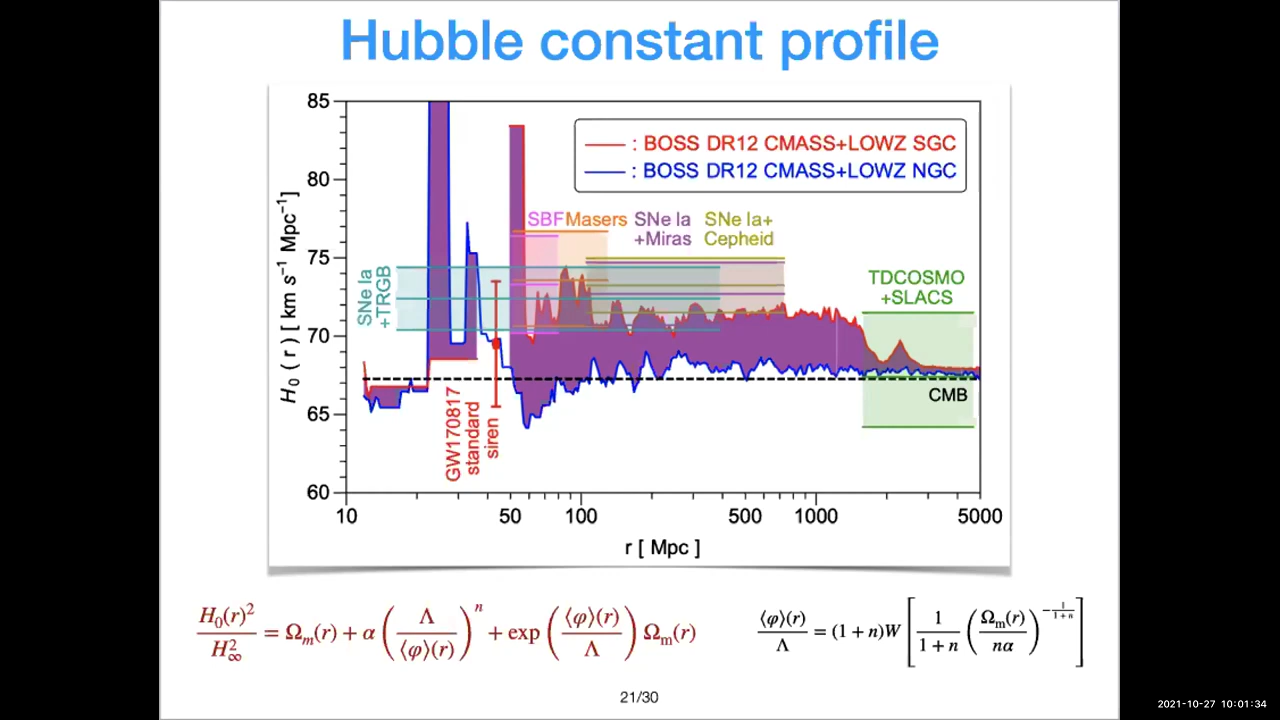 Hubble constant profile
85
80
75
70
65
60
H₀ ( r ) [ km s⁻¹ Mpc⁻¹]
: BOSS DR12 CMASS+LOWZ SGC
: BOSS DR12 CMASS+LOWZ NGC
SNe Ia
+TRGB
SBF
Masers
SNe Ia
+Miras
SNe Ia+
Cepheid
TDCOSMO
+SLACS
GW170817
standard
siren
CMB
10
50
100
500
1000
5000
r [ Mpc ]
H₀(r)²/H²∞ = Ωₘ(r) + α (Λ/⟨φ⟩(r))ⁿ + exp (⟨φ⟩(r)/Λ) Ωₘ(r)
⟨φ⟩(r)/Λ = (1 + n)W [1/(1 + n) (Ωₘ(r)/nα)^(−1/(1+n))]
21/30
2021-10-27 10:01:34